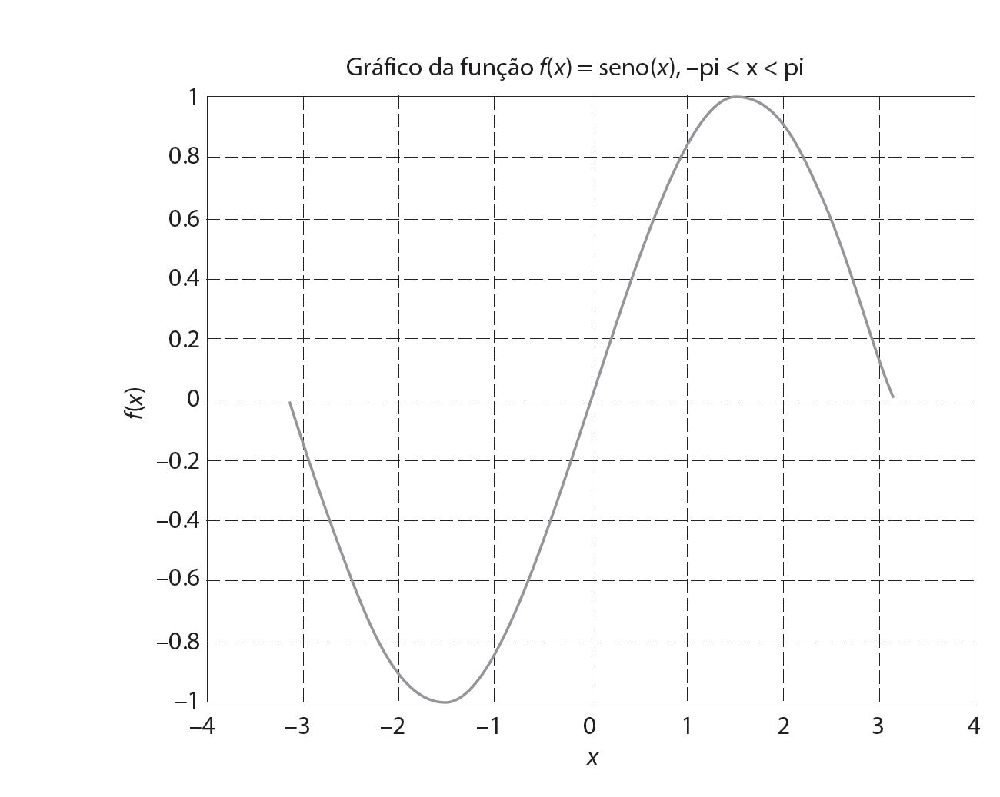 Gráfico da função f(x) = seno(x), –pi < x < pi
1
0.8
0.6
0.4
0.2
0
–0.2
–0.4
–0.6
–0.8
–1
f(x)
–4 –3 –2 –1 0 1 2 3 4
x